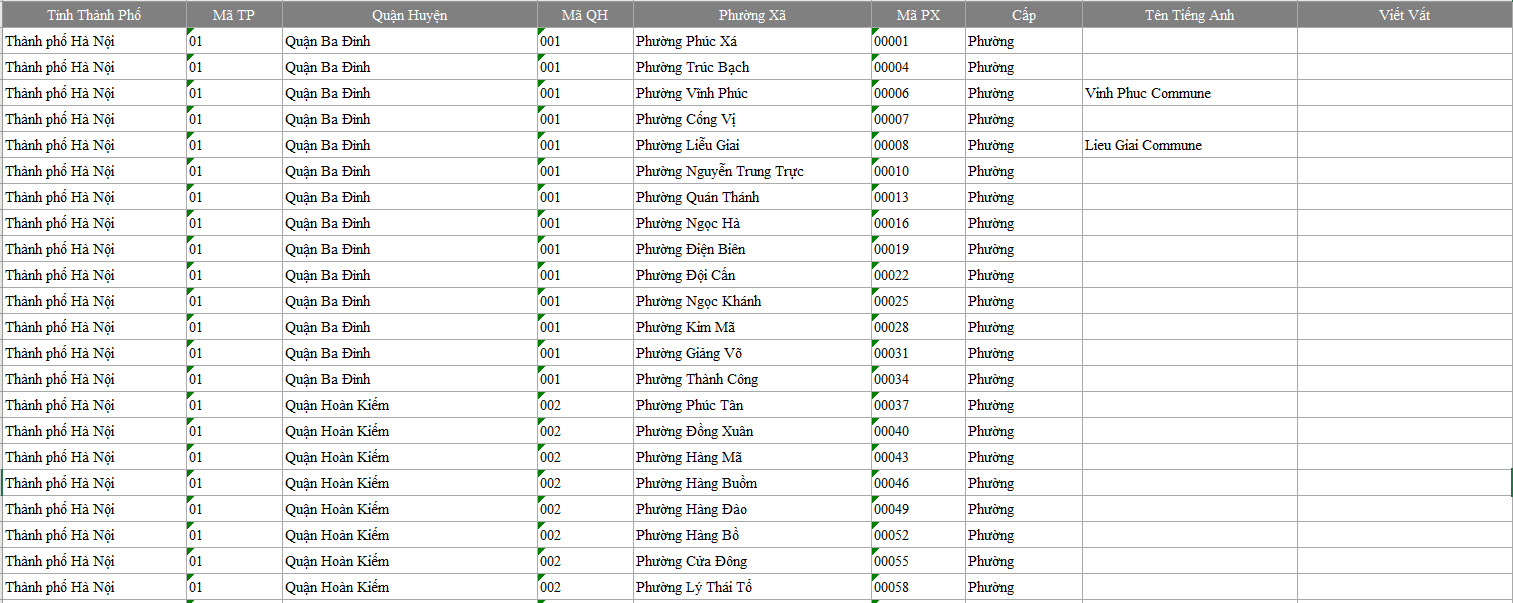 Tỉnh Thành Phố Mã TP Quận Huyện Mã QH Phường Xã Mã PX Cấp Tên Tiếng Anh Viết Vắt
Thành phố Hà Nội 01 Quận Ba Đình 001 Phường Phúc Xá 00001 Phường
Thành phố Hà Nội 01 Quận Ba Đình 001 Phường Trúc Bạch 00004 Phường
Thành phố Hà Nội 01 Quận Ba Đình 001 Phường Vĩnh Phúc 00006 Phường Vinh Phuc Commune
Thành phố Hà Nội 01 Quận Ba Đình 001 Phường Cống Vị 00007 Phường
Thành phố Hà Nội 01 Quận Ba Đình 001 Phường Liễu Giai 00008 Phường Lieu Giai Commune
Thành phố Hà Nội 01 Quận Ba Đình 001 Phường Nguyễn Trung Trực 00010 Phường
Thành phố Hà Nội 01 Quận Ba Đình 001 Phường Quán Thánh 00013 Phường
Thành phố Hà Nội 01 Quận Ba Đình 001 Phường Ngọc Hà 00016 Phường
Thành phố Hà Nội 01 Quận Ba Đình 001 Phường Điện Biên 00019 Phường
Thành phố Hà Nội 01 Quận Ba Đình 001 Phường Đội Cấn 00022 Phường
Thành phố Hà Nội 01 Quận Ba Đình 001 Phường Ngọc Khánh 00025 Phường
Thành phố Hà Nội 01 Quận Ba Đình 001 Phường Kim Mã 00028 Phường
Thành phố Hà Nội 01 Quận Ba Đình 001 Phường Giảng Võ 00031 Phường
Thành phố Hà Nội 01 Quận Ba Đình 001 Phường Thành Công 00034 Phường
Thành phố Hà Nội 01 Quận Hoàn Kiếm 002 Phường Phúc Tân 00037 Phường
Thành phố Hà Nội 01 Quận Hoàn Kiếm 002 Phường Đồng Xuân 00040 Phường
Thành phố Hà Nội 01 Quận Hoàn Kiếm 002 Phường Hàng Mã 00043 Phường
Thành phố Hà Nội 01 Quận Hoàn Kiếm 002 Phường Hàng Buồm 00046 Phường
Thành phố Hà Nội 01 Quận Hoàn Kiếm 002 Phường Hàng Đào 00049 Phường
Thành phố Hà Nội 01 Quận Hoàn Kiếm 002 Phường Hàng Bồ 00052 Phường
Thành phố Hà Nội 01 Quận Hoàn Kiếm 002 Phường Cửa Đông 00055 Phường
Thành phố Hà Nội 01 Quận Hoàn Kiếm 002 Phường Lý Thái Tổ 00058 Phường